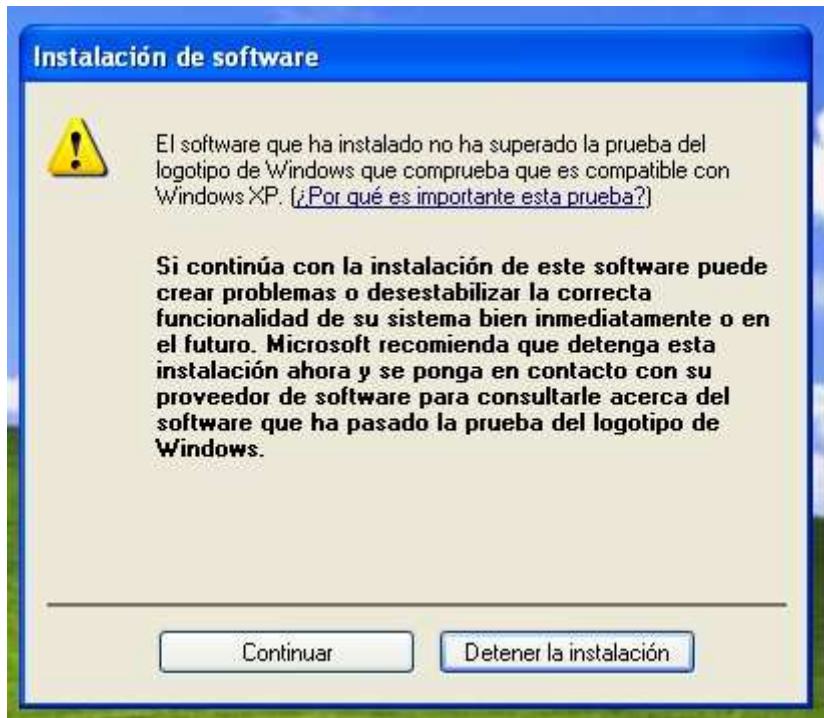 Instalación de software
El software que ha instalado no ha superado la prueba del
logotipo de Windows que comprueba que es compatible con
Windows XP. (¿Por qué es importante esta prueba?)
Si continúa con la instalación de este software puede
crear problemas o desestabilizar la correcta
funcionalidad de su sistema bien inmediatamente o en
el futuro. Microsoft recomienda que detenga esta
instalación ahora y se ponga en contacto con su
proveedor de software para consultarle acerca del
software que ha pasado la prueba del logotipo de
Windows.
Continuar
Detener la instalación